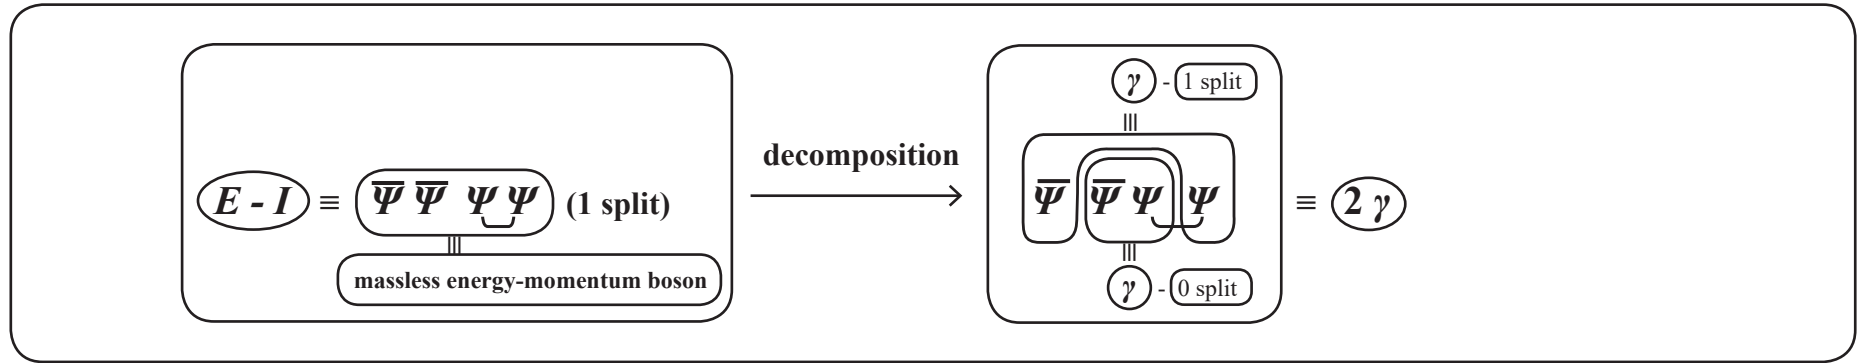 E - I ≡ Ψ̅ Ψ̅ Ψ Ψ (1 split)
massless energy-momentum boson
decomposition
γ - 1 split
Ψ̅ Ψ̅ Ψ Ψ ≡ 2 γ
γ - 0 split